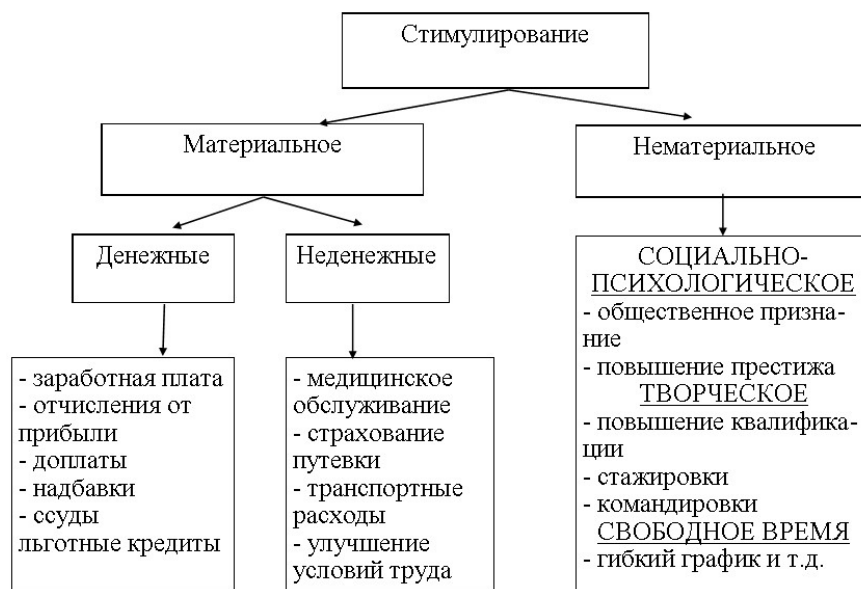 Стимулирование
Материальное
Нематериальное
Денежные
Неденежные
- заработная плата
- отчисления от
прибыли
- доплаты
- надбавки
- ссуды
льготные кредиты
- медицинское
обслуживание
- страхование
путевки
- транспортные
расходы
- улучшение
условий труда
СОЦИАЛЬНО-
ПСИХОЛОГИЧЕСКОЕ
- общественное призна-
ние
- повышение престижа
ТВОРЧЕСКОЕ
- повышение квалифика-
ции
- стажировки
- командировки
СВОБОДНОЕ ВРЕМЯ
- гибкий график и т.д.